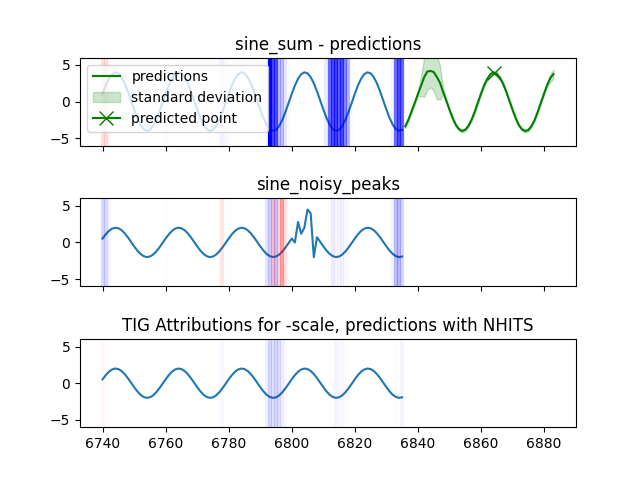 sine_sum - predictions
5
0
−5
predictions
standard deviation
predicted point
sine_noisy_peaks
5
0
−5
TIG Attributions for -scale, predictions with NHITS
5
0
−5
6740 6760 6780 6800 6820 6840 6860 6880